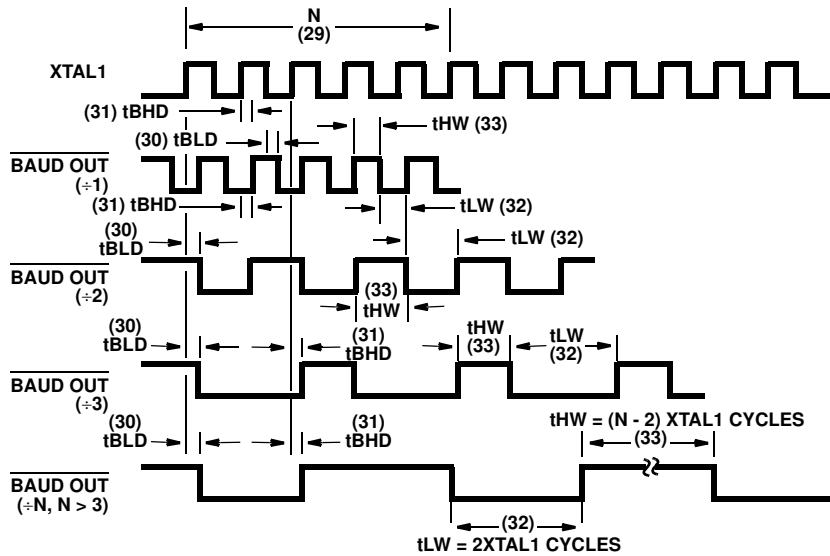 N
(29)
XTAL1
(31) tBHD
tHW (33)
(30) tBLD
BAUD OUT
(÷1)
(31) tBHD
tLW (32)
(30)
tBLD
tLW (32)
BAUD OUT
(÷2)
(33)
tHW
(30)
tBLD
(31)
tBHD
tHW
(33)
tLW
(32)
BAUD OUT
(÷3)
(30)
tBLD
(31)
tBHD
tHW = (N - 2) XTAL1 CYCLES
(33)
BAUD OUT
(÷N, N > 3)
(32)
tLW = 2XTAL1 CYCLES